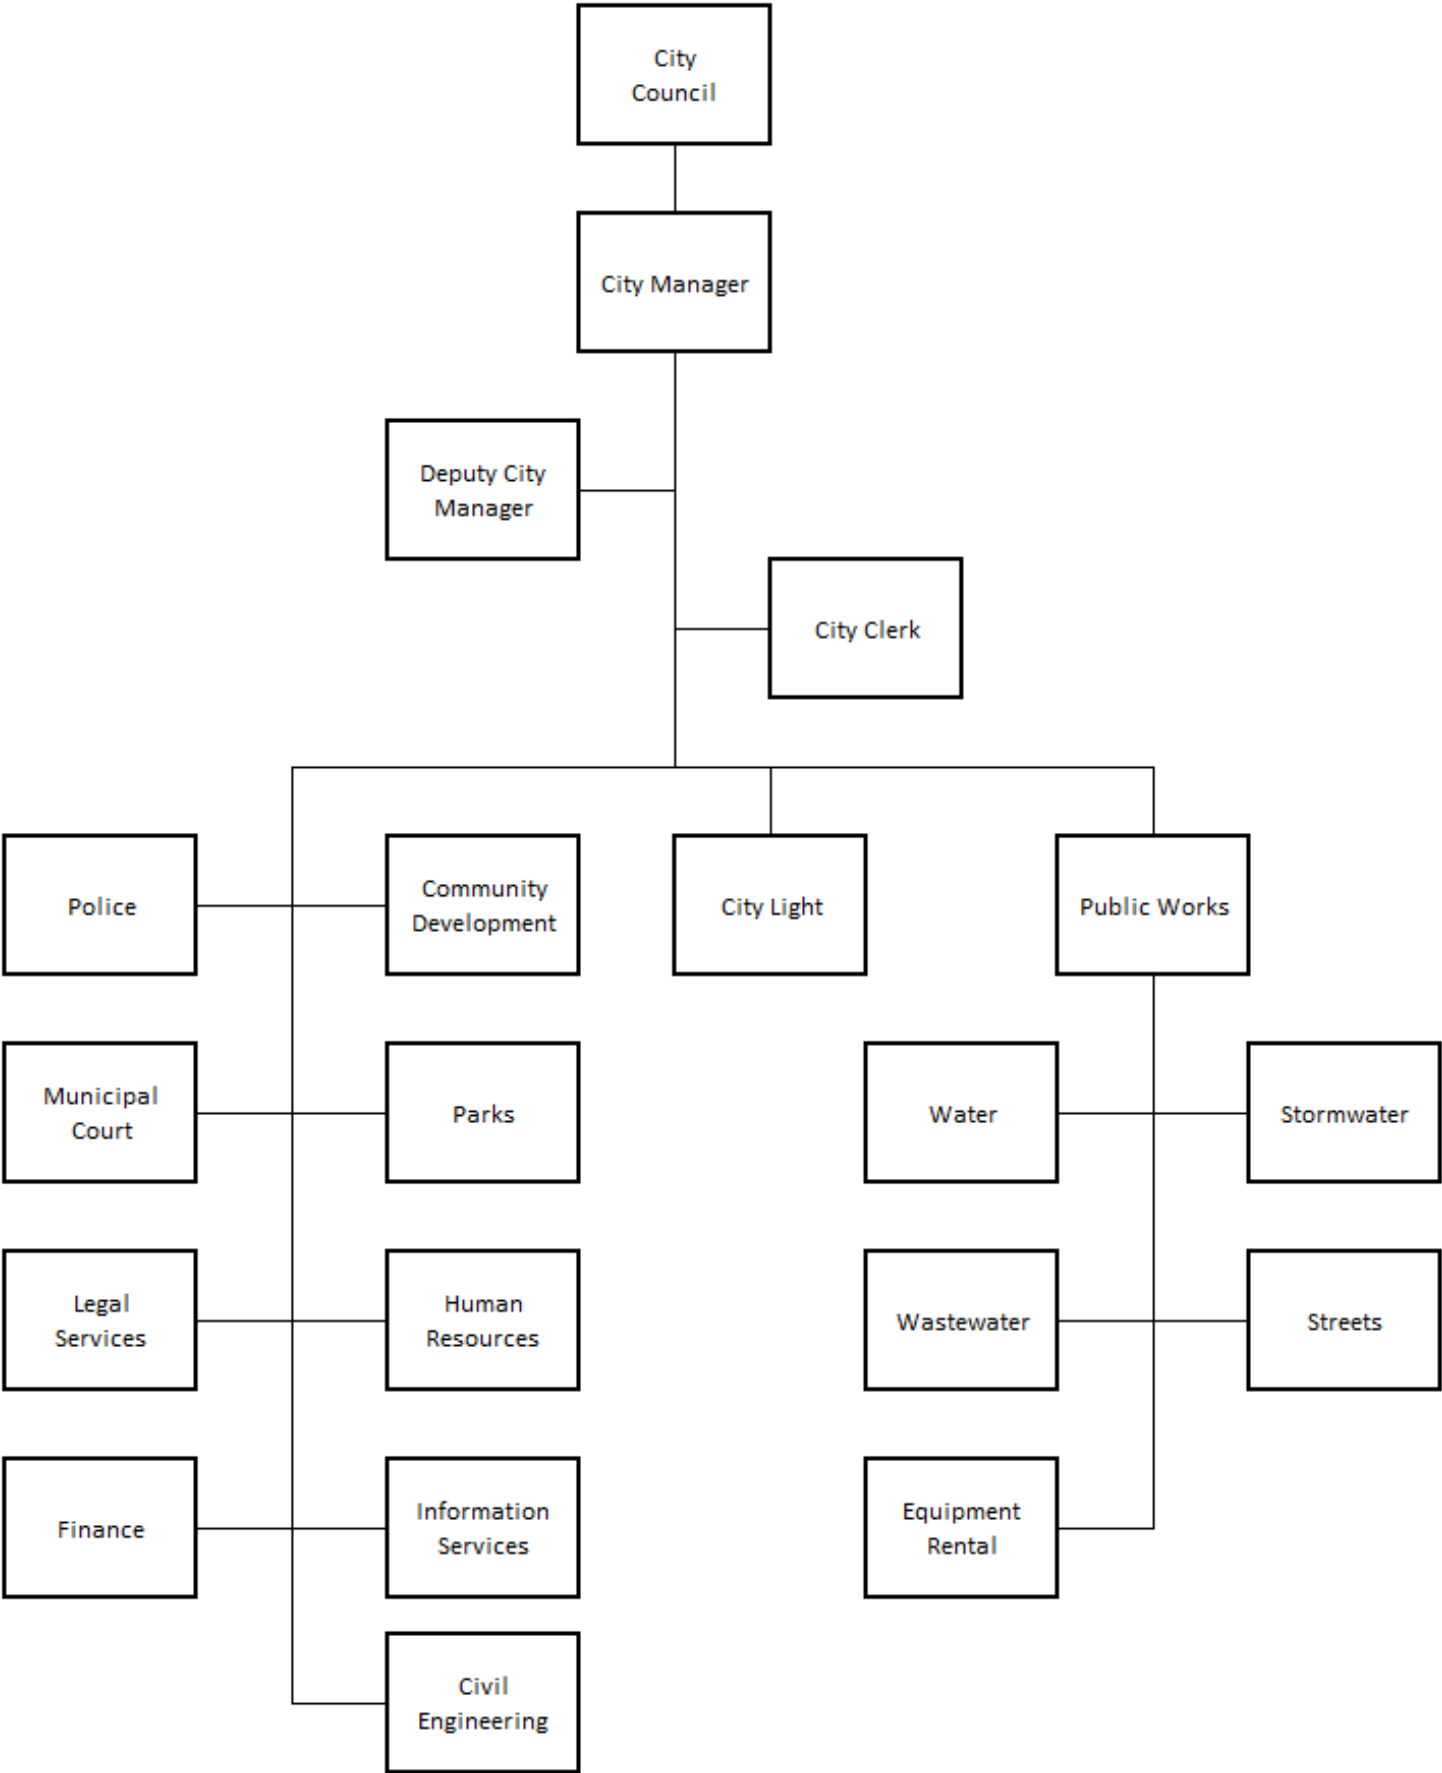 City
Council
City Manager
Deputy City
Manager
City Clerk
Police
Community
Development
City Light
Public Works
Municipal
Court
Parks
Water
Stormwater
Legal
Services
Human
Resources
Wastewater
Streets
Finance
Information
Services
Equipment
Rental
Civil
Engineering